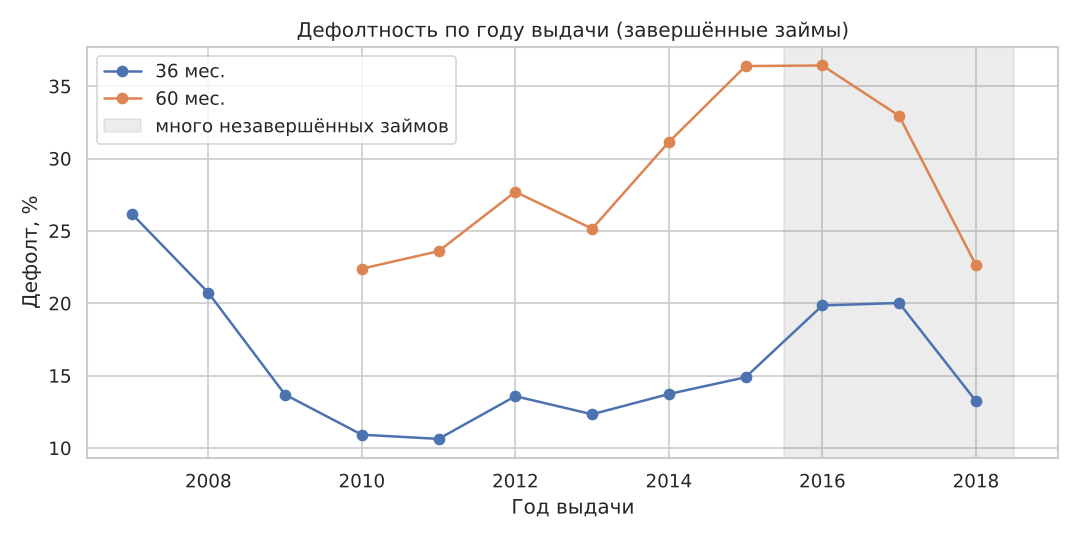 Дефолтность по году выдачи (завершённые займы)
36 мес.
60 мес.
много незавершённых займов
Дефолт, %
35
30
25
20
15
10
2008
2010
2012
2014
2016
2018
Год выдачи